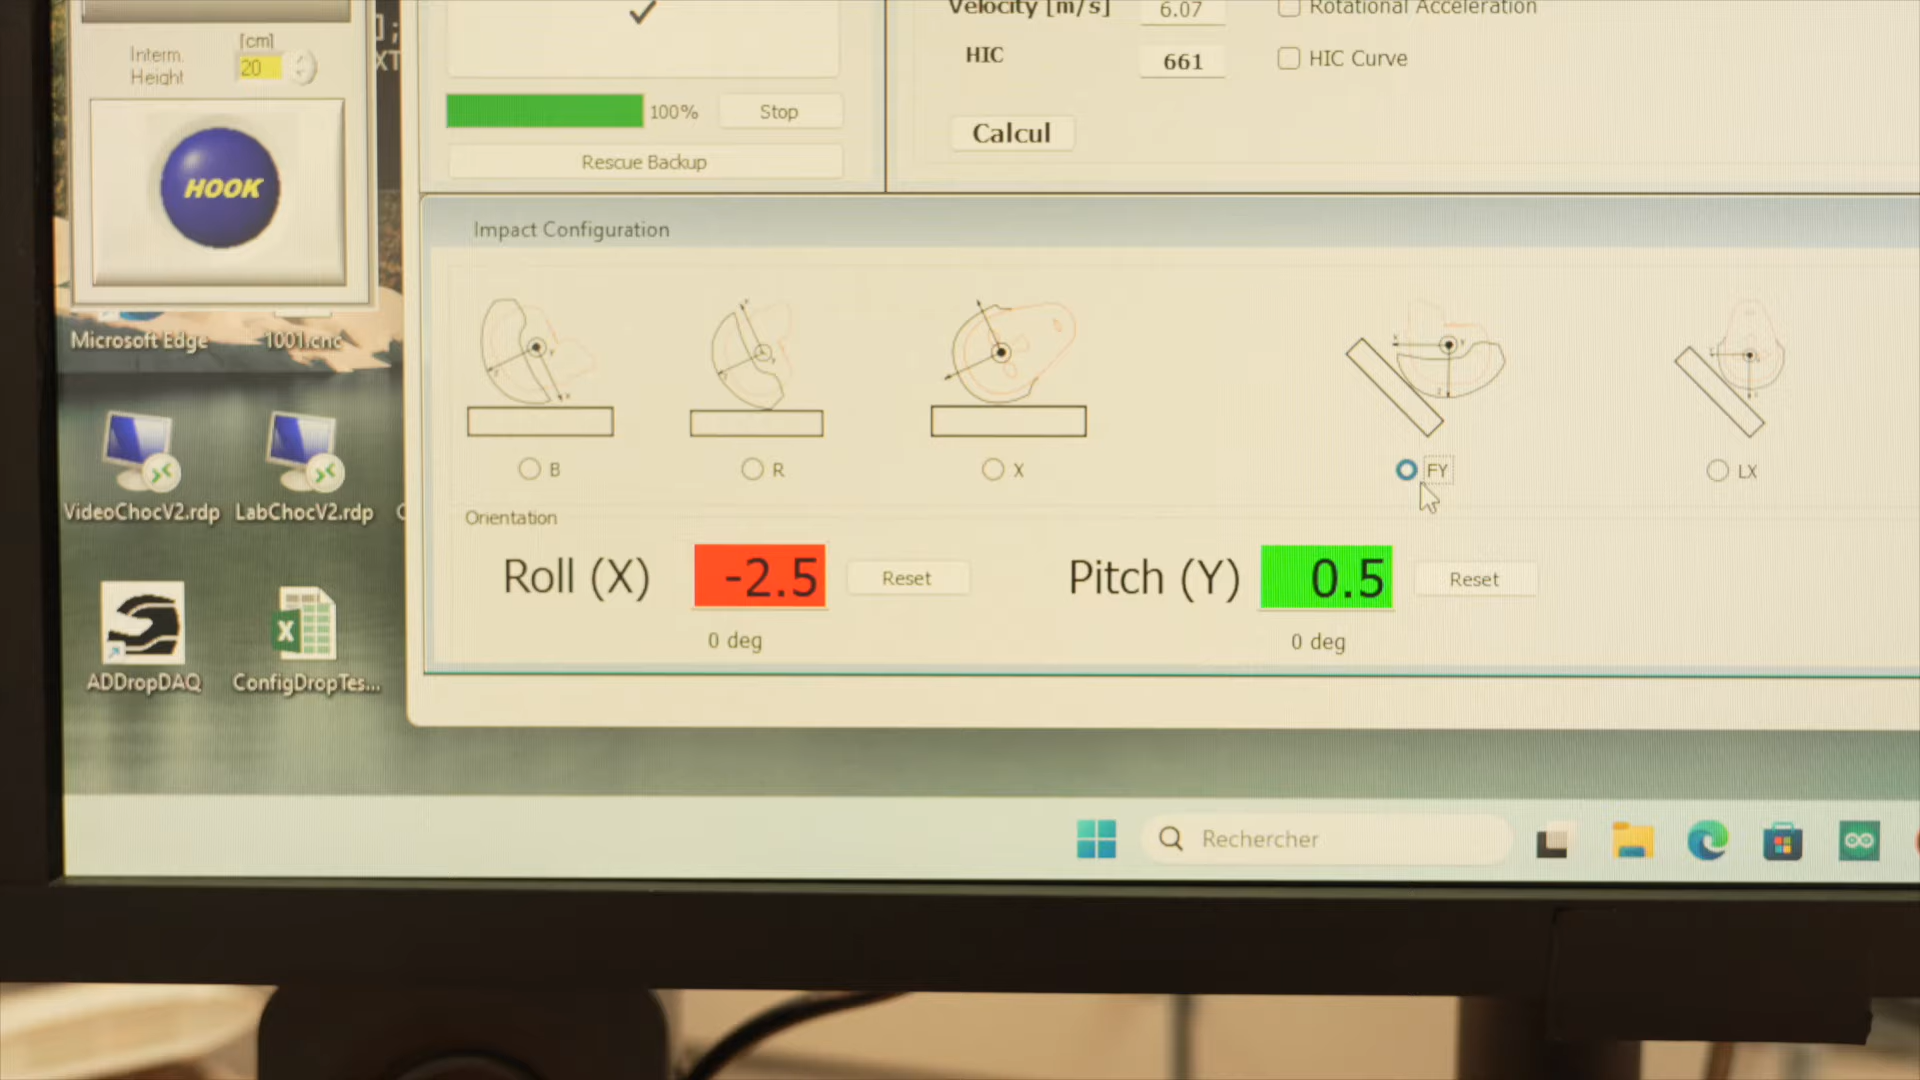 Interm.
Height
[cm]
20
HOOK
Microsoft Edge
1001.cnc
VideoChocV2.rdp
LabChocV2.rdp
ADDropDAQ
ConfigDropTes...
];
XT
100%
Stop
Rescue Backup
Velocity [m/s]
6.07
Rotational Acceleration
HIC
661
HIC Curve
Calcul
Impact Configuration
B
R
X
FY
LX
Orientation
Roll (X)
-2.5
Reset
Pitch (Y)
0.5
Reset
0 deg
0 deg
Rechercher